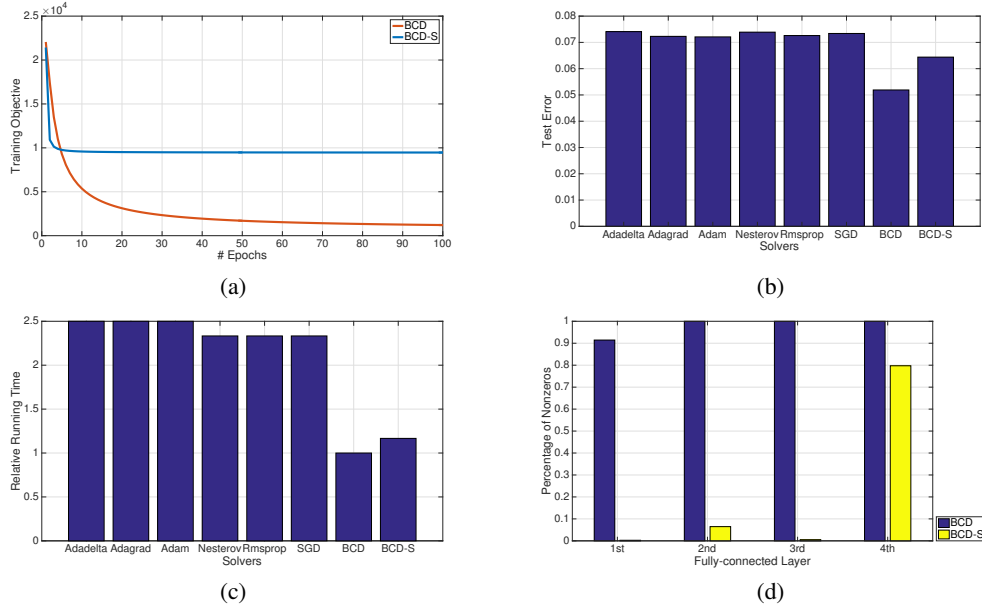 2.5 ×10⁴
BCD
BCD-S
2
1.5
1
0.5
0
Training Objective
0 10 20 30 40 50 60 70 80 90 100
# Epochs
(a)
0.08
0.07
0.06
0.05
0.04
0.03
0.02
0.01
0
Test Error
Adadelta Adagrad Adam Nesterov Rmsprop SGD BCD BCD-S
Solvers
(b)
2.5
2
1.5
1
0.5
0
Relative Running Time
Adadelta Adagrad Adam Nesterov Rmsprop SGD BCD BCD-S
Solvers
(c)
1
0.9
0.8
0.7
0.6
0.5
0.4
0.3
0.2
0.1
0
Percentage of Nonzeros
1st 2nd 3rd 4th
Fully-connected Layer
BCD
BCD-S
(d)